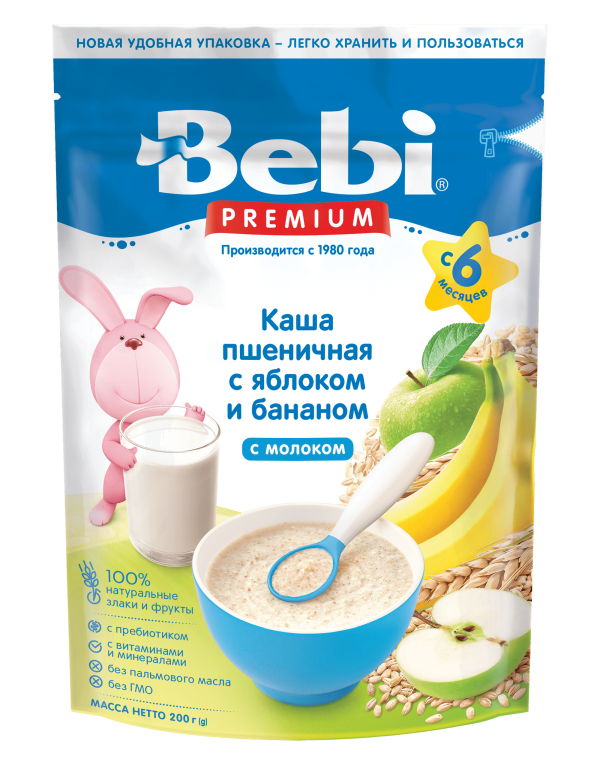 НОВАЯ УДОБНАЯ УПАКОВКА – ЛЕГКО ХРАНИТЬ И ПОЛЬЗОВАТЬСЯ
Bebi®
PREMIUM
Производится с 1980 года
с 6
месяцев
Каша
пшеничная
с яблоком
и бананом
с молоком
100%
натуральные
злаки и фрукты
с пребиотиком
с витаминами
и минералами
без пальмового масла
без ГМО
МАССА НЕТТО 200 г (g)